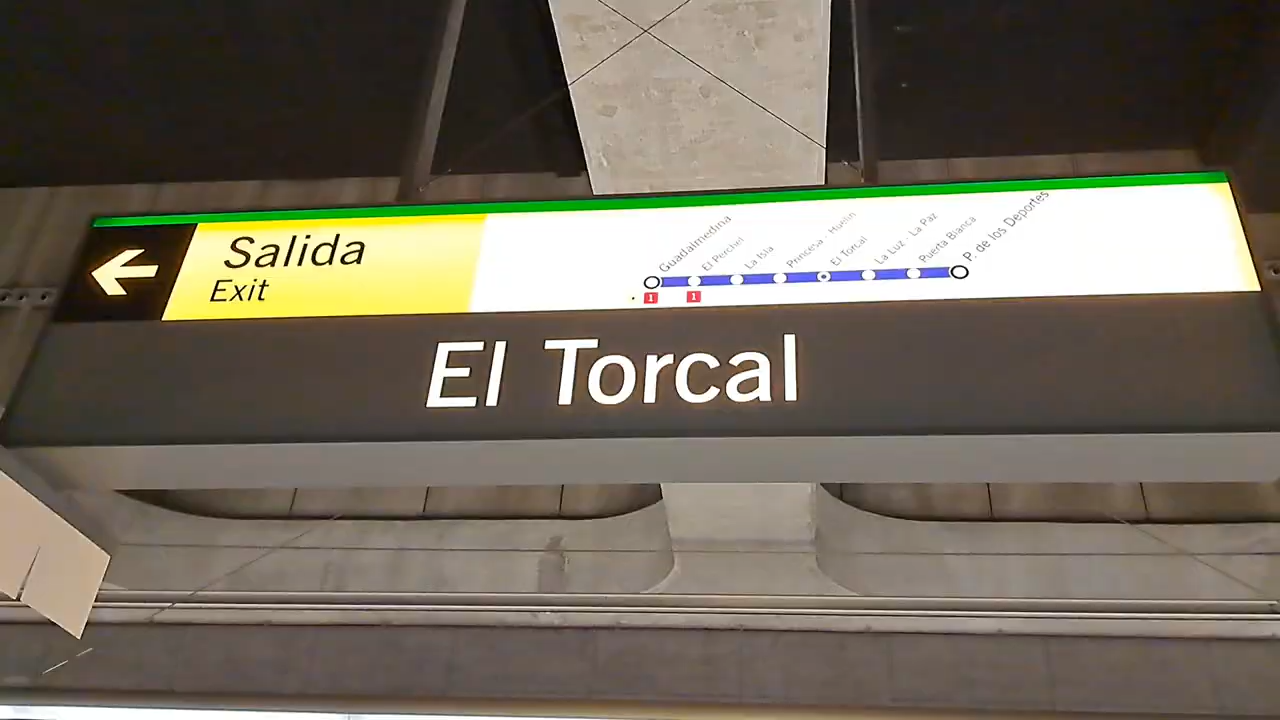 Salida
Exit
Guadalmedina
El Perchel
La Isla
Princesa - Huelin
El Torcal
La Luz - La Paz
Puerta Blanca
P. de los Deportes
1
1
El Torcal